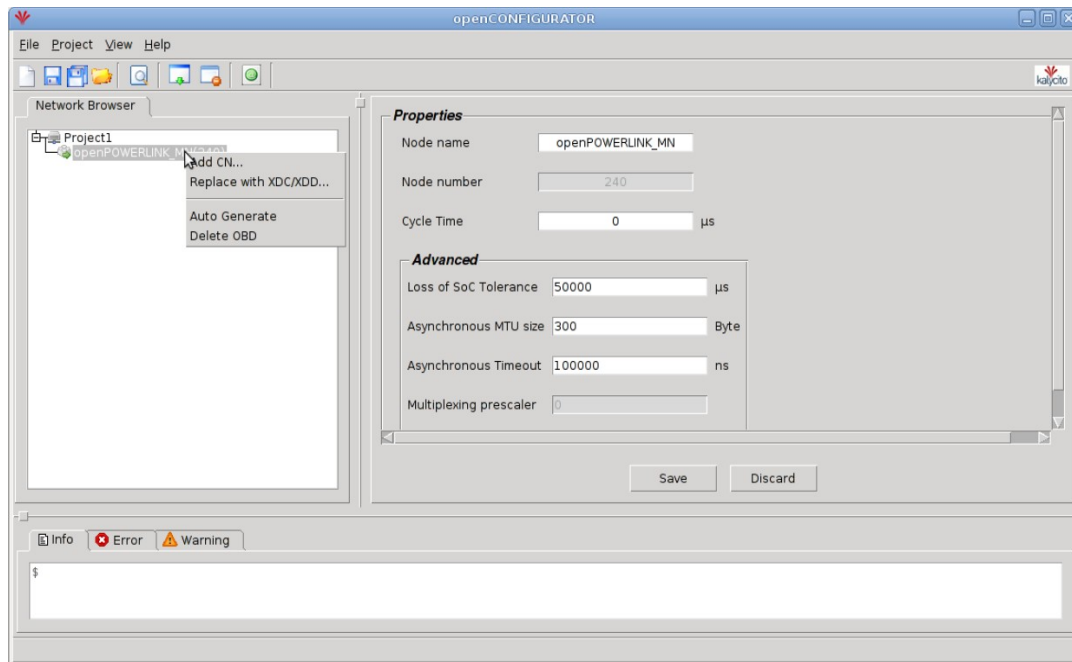 openCONFIGURATOR
File Project View Help
kalycito
Network Browser
Project1
openPOWERLINK_MN(240)
Add CN...
Replace with XDC/XDD...
Auto Generate
Delete OBD
Properties
Node name openPOWERLINK_MN
Node number 240
Cycle Time 0 µs
Advanced
Loss of SoC Tolerance 50000 µs
Asynchronous MTU size 300 Byte
Asynchronous Timeout 100000 ns
Multiplexing prescaler 0
Save Discard
Info Error Warning
$